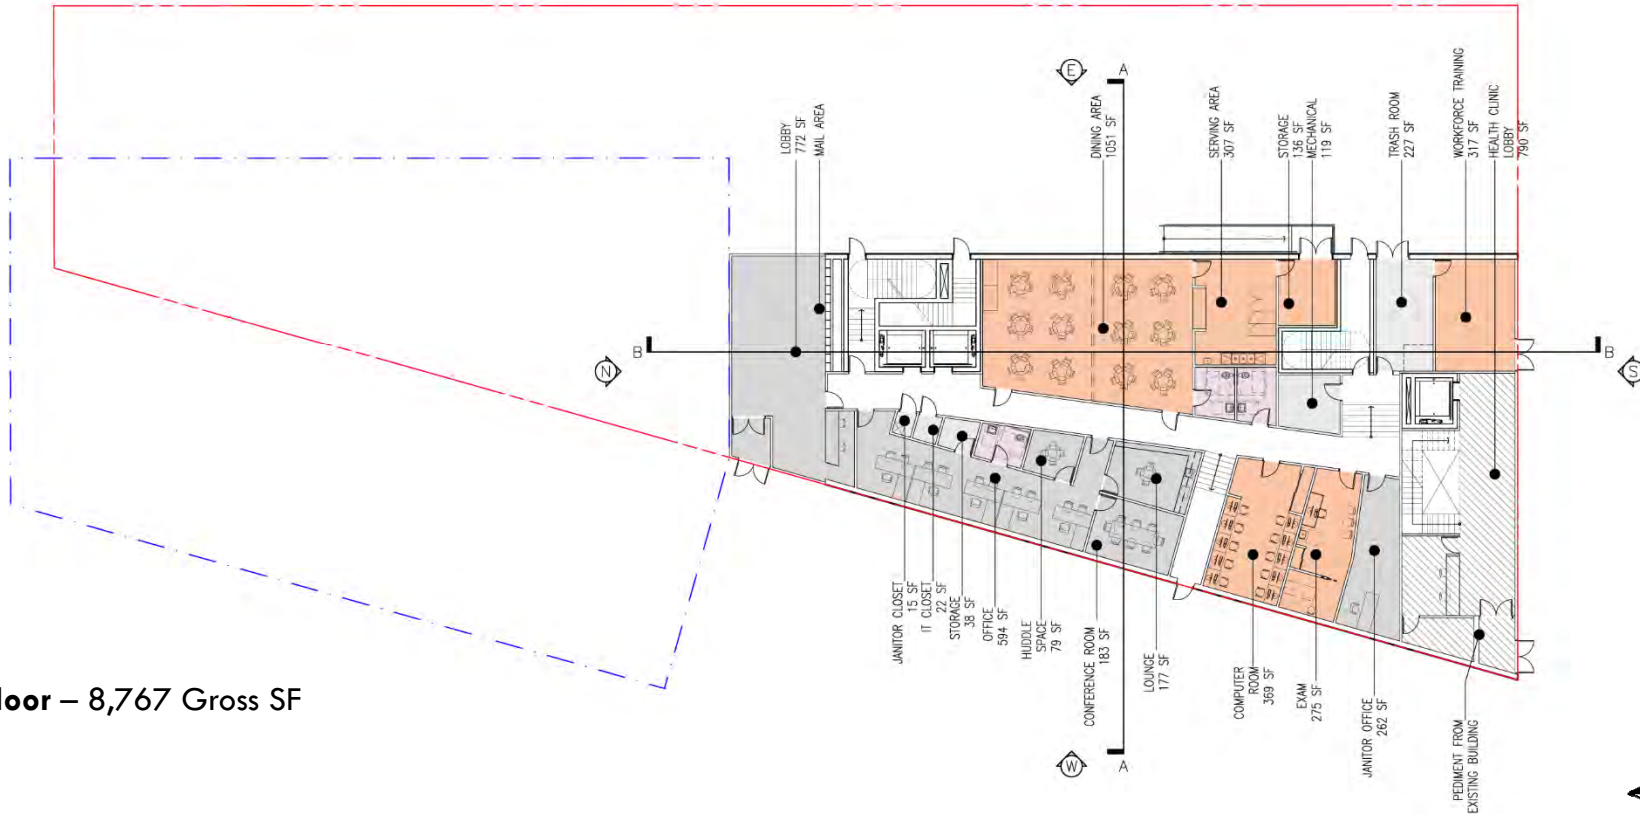 E
A
LOBBY
772 SF
MAIL AREA
DINING AREA
1051 SF
SERVING AREA
307 SF
STORAGE
136 SF
MECHANICAL
119 SF
TRASH ROOM
227 SF
WORKFORCE TRAINING
317 SF
HEALTH CLINIC
LOBBY
790 SF
B
B
N
S
JANITOR CLOSET
15 SF
IT CLOSET
22 SF
STORAGE
38 SF
OFFICE
594 SF
HUDDLE
SPACE
79 SF
CONFERENCE ROOM
183 SF
LOUNGE
177 SF
COMPUTER
ROOM
369 SF
EXAM
275 SF
JANITOR OFFICE
262 SF
PEDIMENT FROM
EXISTING BUILDING
loor – 8,767 Gross SF
W
A